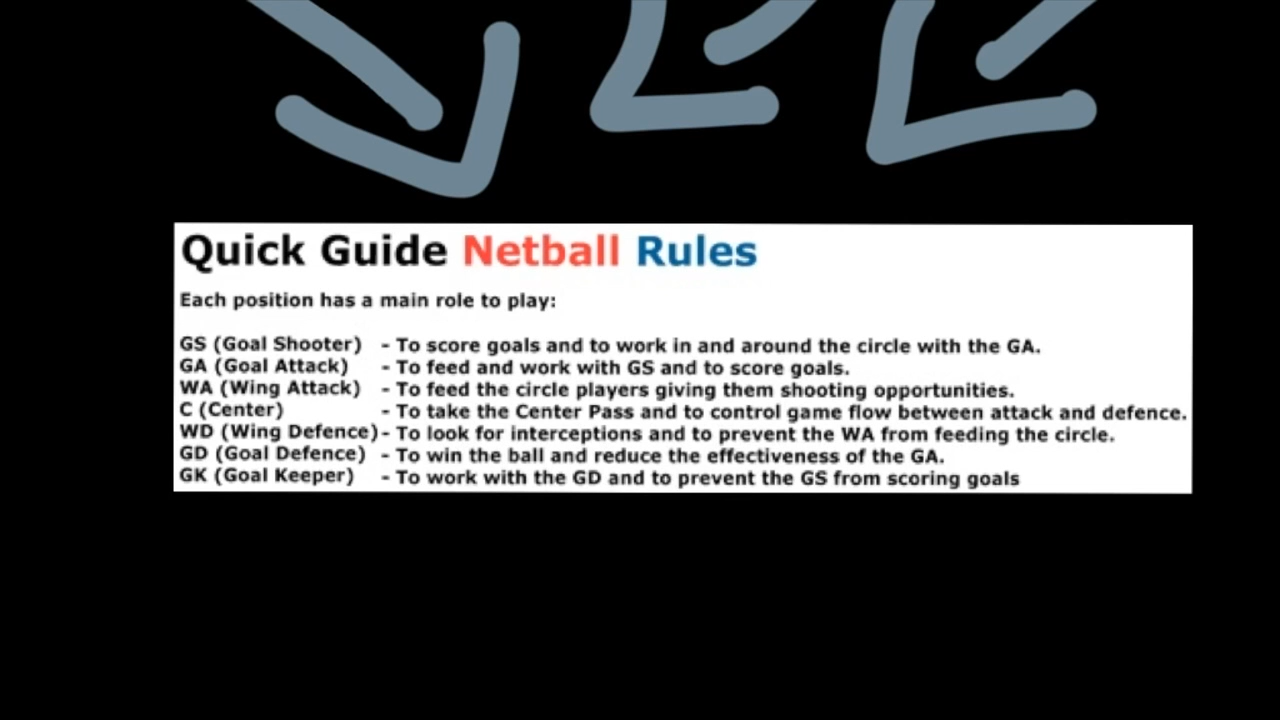 Quick Guide Netball Rules
Each position has a main role to play:
GS (Goal Shooter) - To score goals and to work in and around the circle with the GA.
GA (Goal Attack) - To feed and work with GS and to score goals.
WA (Wing Attack) - To feed the circle players giving them shooting opportunities.
C (Center) - To take the Center Pass and to control game flow between attack and defence.
WD (Wing Defence) - To look for interceptions and to prevent the WA from feeding the circle.
GD (Goal Defence) - To win the ball and reduce the effectiveness of the GA.
GK (Goal Keeper) - To work with the GD and to prevent the GS from scoring goals